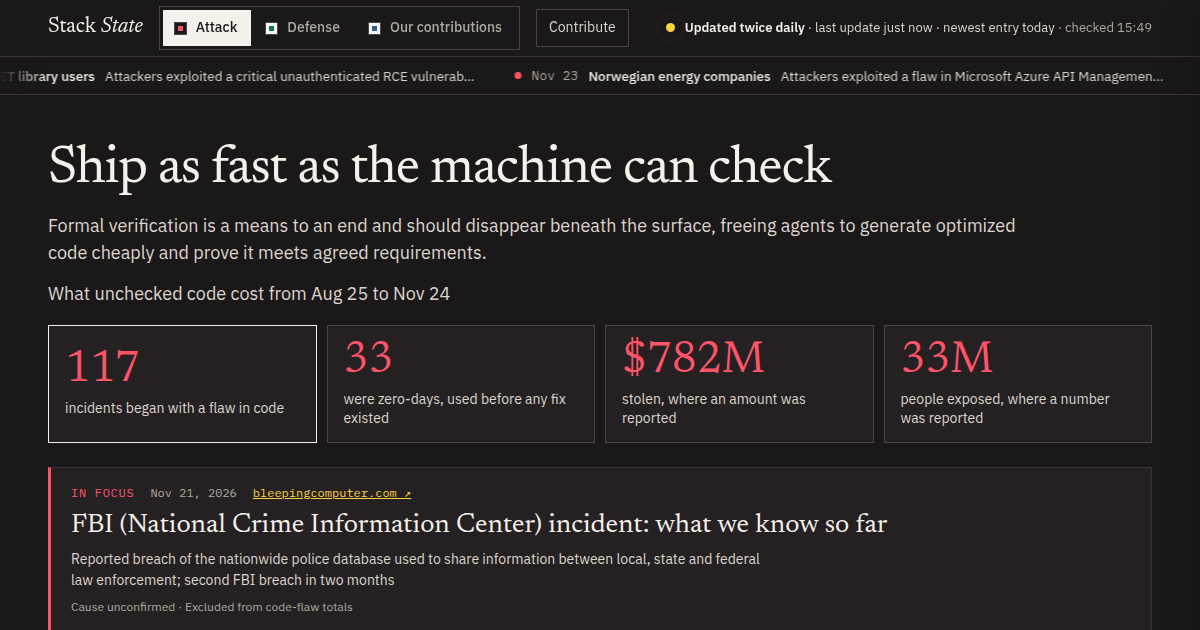 Stack State
Attack
Defense
Our contributions
Contribute
Updated twice daily · last update just now · newest entry today · checked 15:49
T library users Attackers exploited a critical unauthenticated RCE vulnerab...
Nov 23 Norwegian energy companies Attackers exploited a flaw in Microsoft Azure API Managemen...
Ship as fast as the machine can check
Formal verification is a means to an end and should disappear beneath the surface, freeing agents to generate optimized
code cheaply and prove it meets agreed requirements.
What unchecked code cost from Aug 25 to Nov 24
117
incidents began with a flaw in code
33
were zero-days, used before any fix
existed
$782M
stolen, where an amount was
reported
33M
people exposed, where a number
was reported
IN FOCUS Nov 21, 2026 bleepingcomputer.com ↗
FBI (National Crime Information Center) incident: what we know so far
Reported breach of the nationwide police database used to share information between local, state and federal
law enforcement; second FBI breach in two months
Cause unconfirmed · Excluded from code-flaw totals